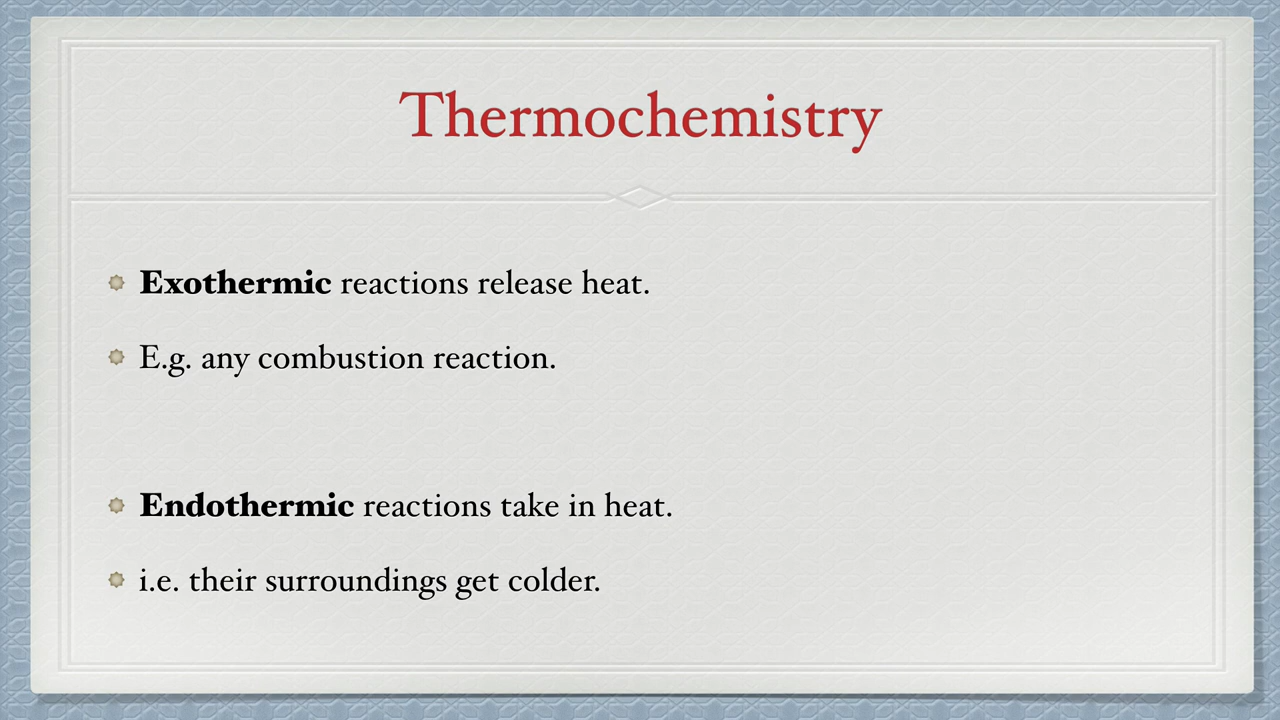 Thermochemistry
Exothermic reactions release heat.
E.g. any combustion reaction.
Endothermic reactions take in heat.
i.e. their surroundings get colder.